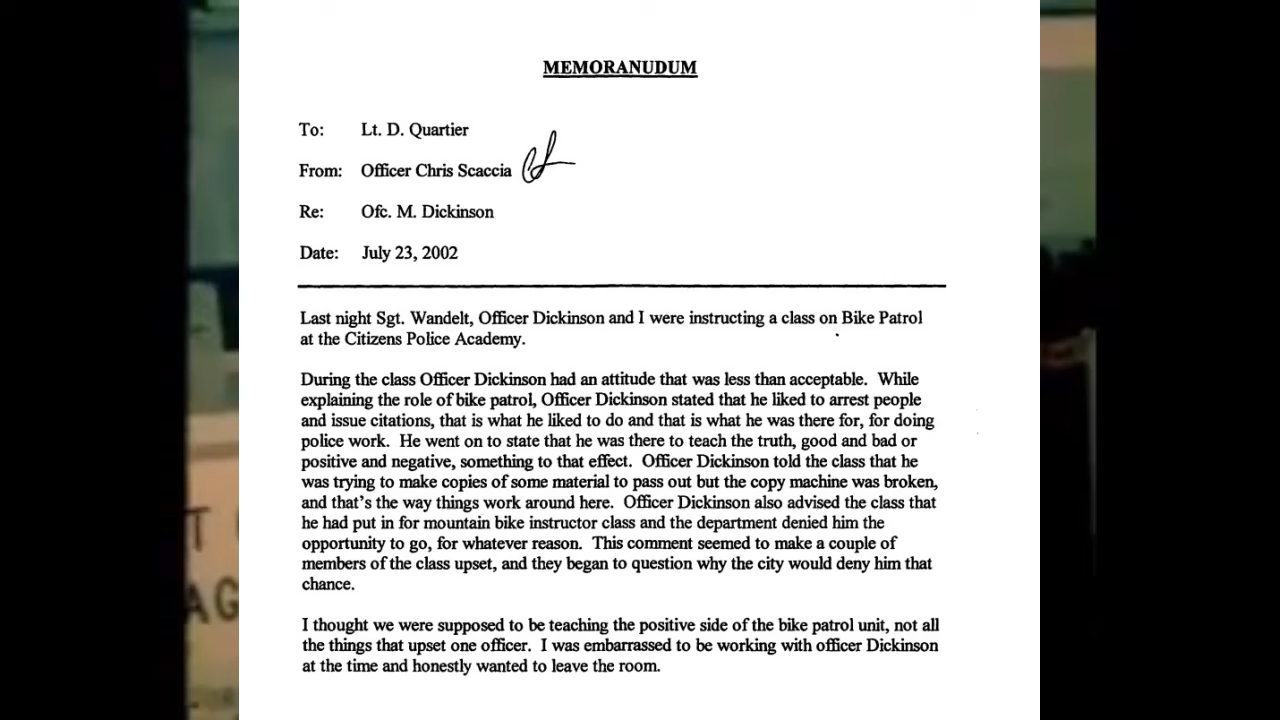 MEMORANUDUM
To: Lt. D. Quartier
From: Officer Chris Scaccia
Re: Ofc. M. Dickinson
Date: July 23, 2002
Last night Sgt. Wandelt, Officer Dickinson and I were instructing a class on Bike Patrol
at the Citizens Police Academy.
During the class Officer Dickinson had an attitude that was less than acceptable. While
explaining the role of bike patrol, Officer Dickinson stated that he liked to arrest people
and issue citations, that is what he liked to do and that is what he was there for, for doing
police work. He went on to state that he was there to teach the truth, good and bad or
positive and negative, something to that effect. Officer Dickinson told the class that he
was trying to make copies of some material to pass out but the copy machine was broken,
and that's the way things work around here. Officer Dickinson also advised the class that
he had put in for mountain bike instructor class and the department denied him the
opportunity to go, for whatever reason. This comment seemed to make a couple of
members of the class upset, and they began to question why the city would deny him that
chance.
I thought we were supposed to be teaching the positive side of the bike patrol unit, not all
the things that upset one officer. I was embarrassed to be working with officer Dickinson
at the time and honestly wanted to leave the room.